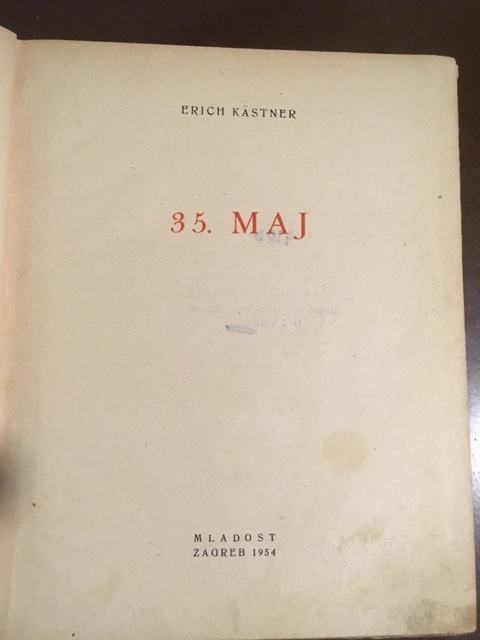 ERICH KÄSTNER
35. MAJ
MLADOST
ZAGREB 1954